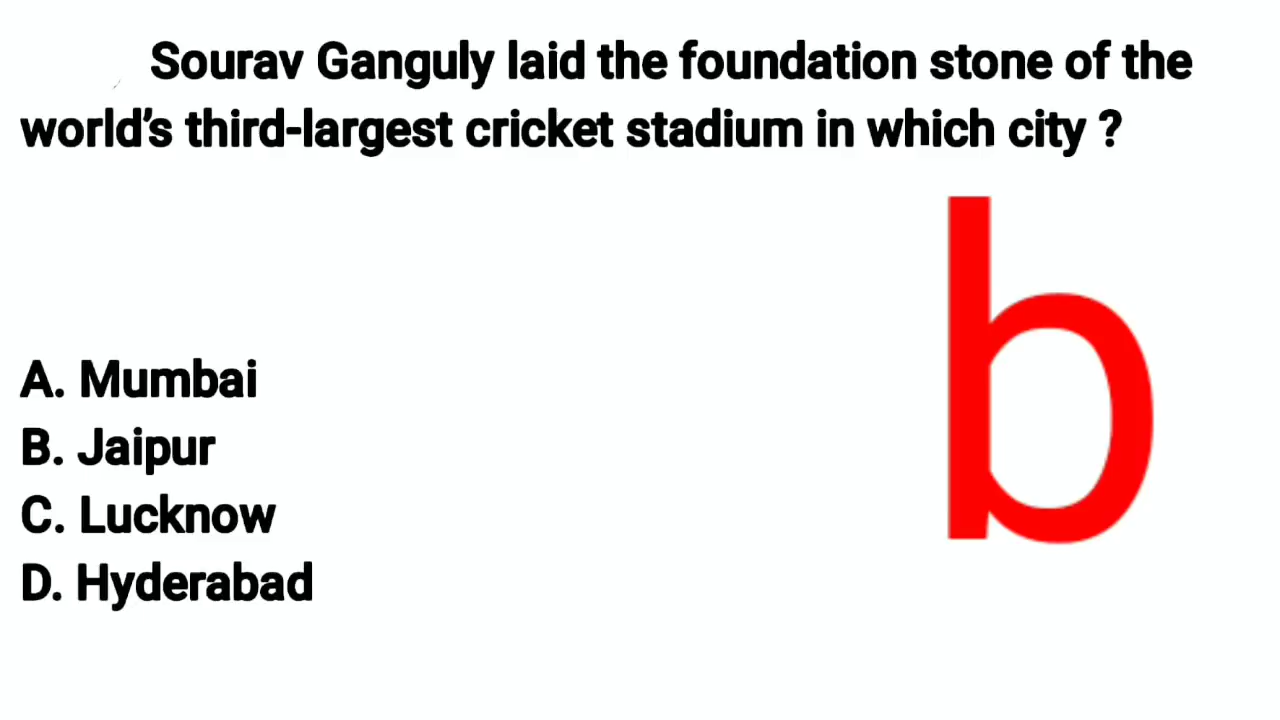 Sourav Ganguly laid the foundation stone of the
world’s third-largest cricket stadium in which city ?
b
A. Mumbai
B. Jaipur
C. Lucknow
D. Hyderabad